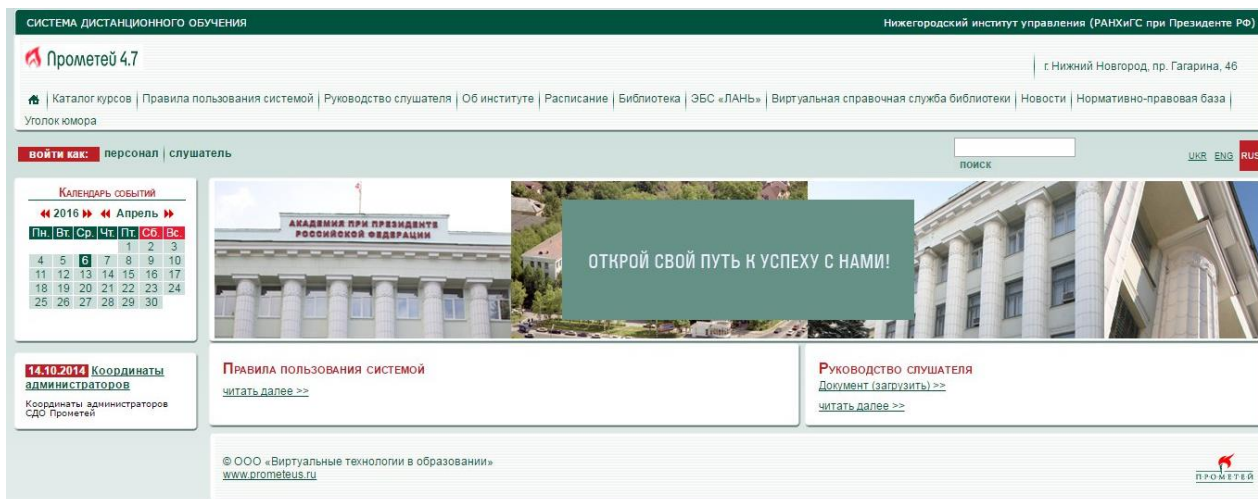 СИСТЕМА ДИСТАНЦИОННОГО ОБУЧЕНИЯ
Нижегородский институт управления (РАНХиГС при Президенте РФ)
Прометей 4.7
г. Нижний Новгород, пр. Гагарина, 46
Каталог курсов | Правила пользования системой | Руководство слушателя | Об институте | Расписание | Библиотека | ЭБС «ЛАНЬ» | Виртуальная справочная служба библиотеки | Новости | Нормативно-правовая база |
Уголок юмора
ВОЙТИ КАК: персонал | слушатель
ПОИСК
UKR ENG RUS
КАЛЕНДАРЬ СОБЫТИЙ
2016 Апрель
Пн. Вт. Ср. Чт. Пт. Сб. Вс.
1 2 3
4 5 6 7 8 9 10
11 12 13 14 15 16 17
18 19 20 21 22 23 24
25 26 27 28 29 30
АКАДЕМИЯ ПРИ ПРЕЗИДЕНТЕ
РОССИЙСКОЙ ФЕДЕРАЦИИ
ОТКРОЙ СВОЙ ПУТЬ К УСПЕХУ С НАМИ!
14.10.2014 Координаты
администраторов
Координаты администраторов
СДО Прометей
ПРАВИЛА ПОЛЬЗОВАНИЯ СИСТЕМОЙ
читать далее >>
РУКОВОДСТВО СЛУШАТЕЛЯ
Документ (загрузить) >>
читать далее >>
© ООО «Виртуальные технологии в образовании»
www.prometeus.ru
ПРОМЕТЕЙ